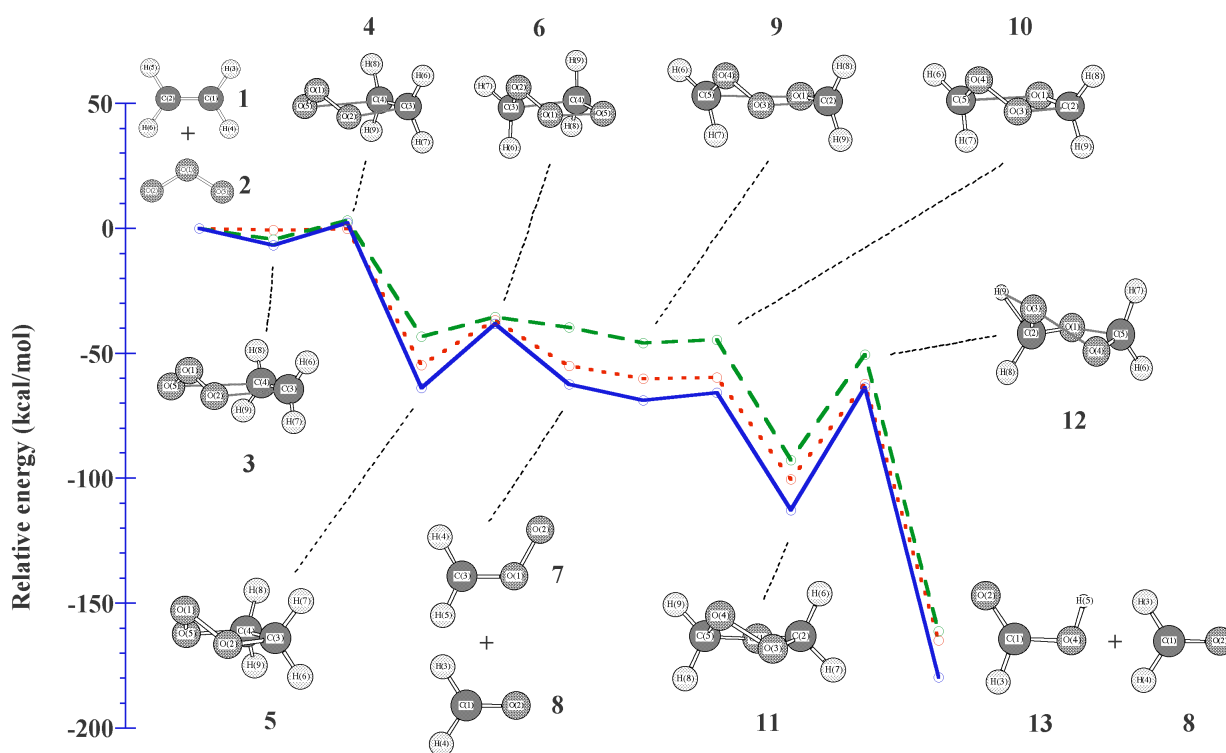 4
6
9
10
50
0
-50
-100
-150
-200
Relative energy (kcal/mol)
H(5)
H(3)
C(2)
C(1)
1
H(6)
H(4)
+
O(1)
O(3)
2
H(8)
H(6)
O(1)
O(5)
C(4)
C(3)
O(2)
H(9)
H(7)
H(9)
H(7)
O(2)
C(3)
C(4)
O(1)
O(5)
H(8)
H(6)
H(6)
O(4)
H(8)
C(5)
O(1)
C(2)
O(3)
H(7)
H(9)
H(6)
O(4)
H(8)
C(5)
O(1)
C(2)
O(3)
H(7)
H(9)
H(9)
H(7)
O(3)
C(2)
O(1)
C(5)
O(4)
H(8)
H(6)
12
H(8)
H(6)
O(1)
O(5)
C(4)
C(3)
O(2)
H(9)
H(7)
3
H(8)
H(7)
O(1)
O(5)
C(4)
C(3)
O(2)
H(9)
H(6)
5
O(2)
H(4)
C(3)
O(1)
7
H(5)
+
H(3)
C(1)
O(2)
8
H(4)
H(9)
H(6)
O(4)
C(5)
C(2)
O(3)
H(8)
H(7)
11
O(2)
H(5)
C(1)
O(4)
H(3)
13
+
H(3)
C(1)
O(2)
H(4)
8